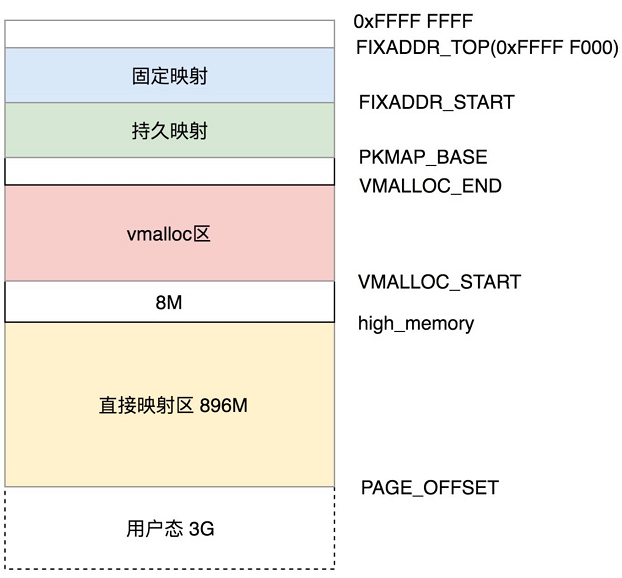 0xFFFF FFFF
FIXADDR_TOP(0xFFFF F000)
固定映射
FIXADDR_START
持久映射
PKMAP_BASE
VMALLOC_END
vmalloc区
VMALLOC_START
8M
high_memory
直接映射区 896M
PAGE_OFFSET
用户态 3G